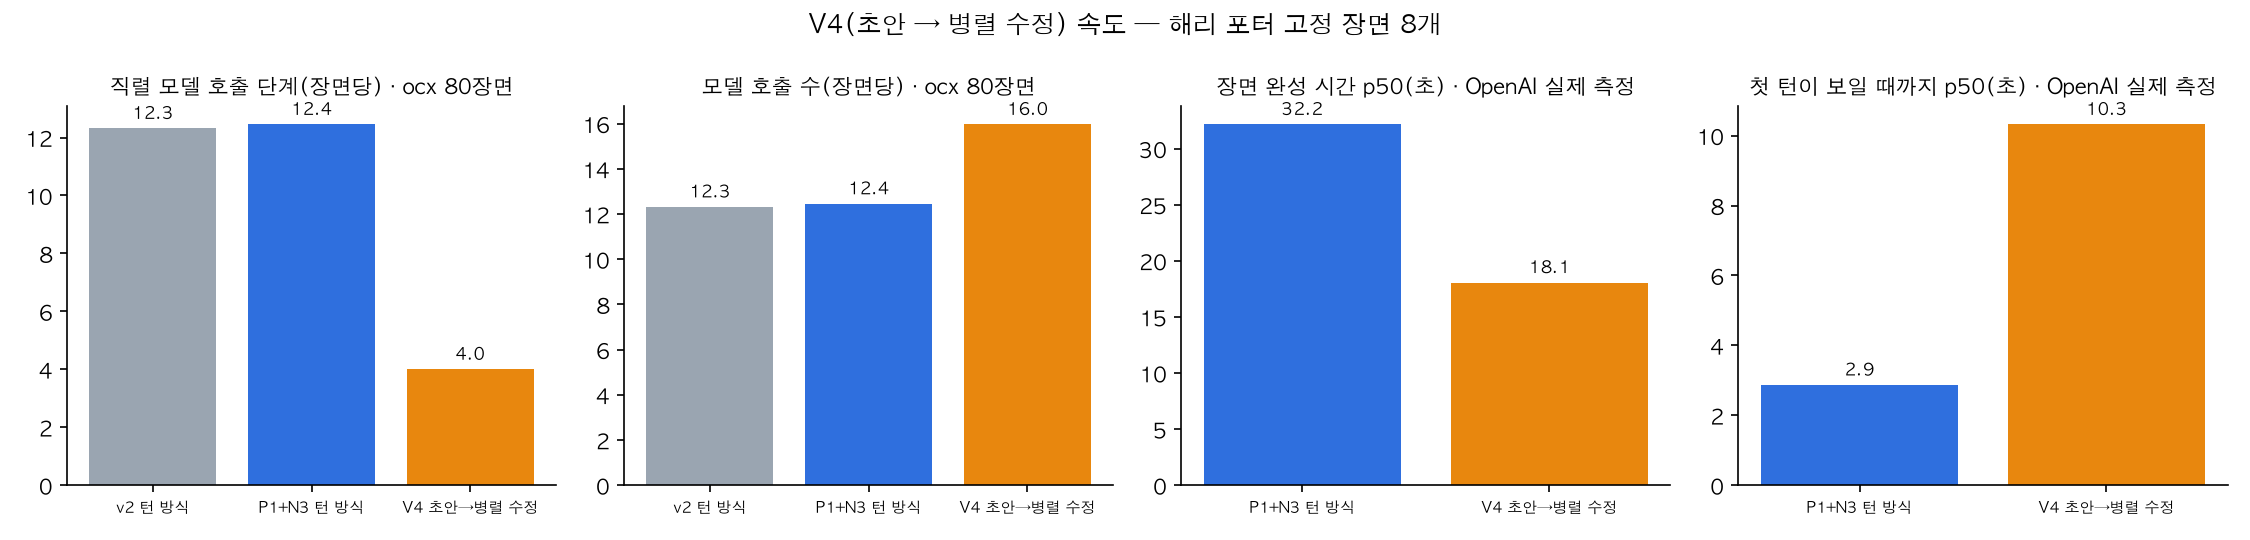 V4(초안 → 병렬 수정) 속도 — 해리 포터 고정 장면 8개
직렬 모델 호출 단계(장면당) · ocx 80장면
12.3
12.4
4.0
12
10
8
6
4
2
0
v2 턴 방식
P1+N3 턴 방식
V4 초안→병렬 수정
모델 호출 수(장면당) · ocx 80장면
12.3
12.4
16.0
16
14
12
10
8
6
4
2
0
v2 턴 방식
P1+N3 턴 방식
V4 초안→병렬 수정
장면 완성 시간 p50(초) · OpenAI 실제 측정
32.2
18.1
30
25
20
15
10
5
0
P1+N3 턴 방식
V4 초안→병렬 수정
첫 턴이 보일 때까지 p50(초) · OpenAI 실제 측정
2.9
10.3
10
8
6
4
2
0
P1+N3 턴 방식
V4 초안→병렬 수정